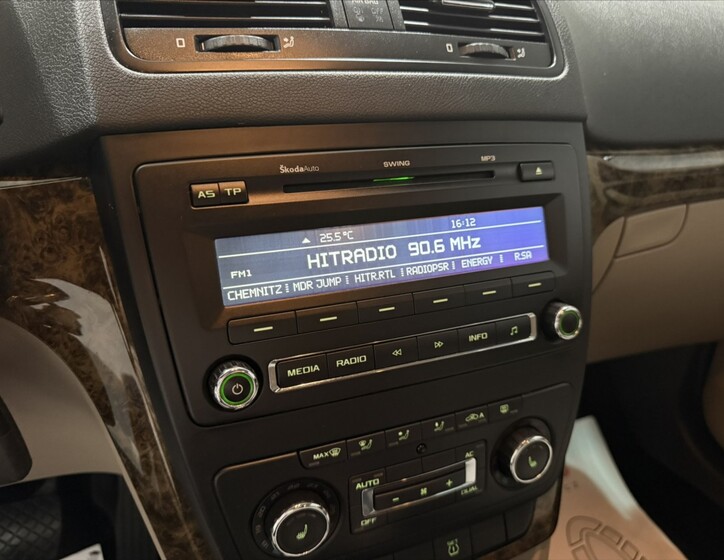 ŠkodaAuto SWING MP3
AS TP
25.5°C 16:12
HITRADIO 90.6 MHz
FM1
CHEMNITZ MDR JUMP HITR.RTL RADIOPSR ENERGY R.SA
MEDIA RADIO INFO
MAX
A
AC
AUTO
OFF
DUAL